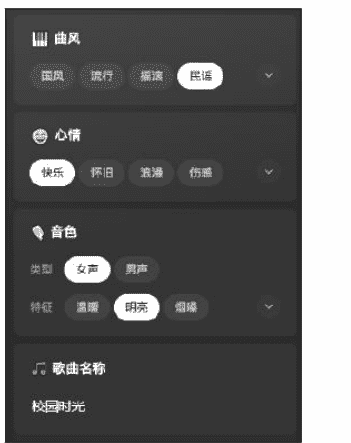 曲风
国风 流行 摇滚 民谣
心情
快乐 怀旧 浪漫 伤感
音色
类型 女声 男声
特征 温暖 明亮 烟嗓
歌曲名称
校园时光